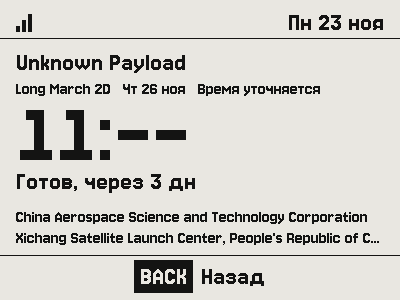 Пн 23 ноя
Unknown Payload
Long March 2D Чт 26 ноя Время уточняется
11:--
Готов, через 3 дн
China Aerospace Science and Technology Corporation
Xichang Satellite Launch Center, People's Republic of C...
BACK Назад